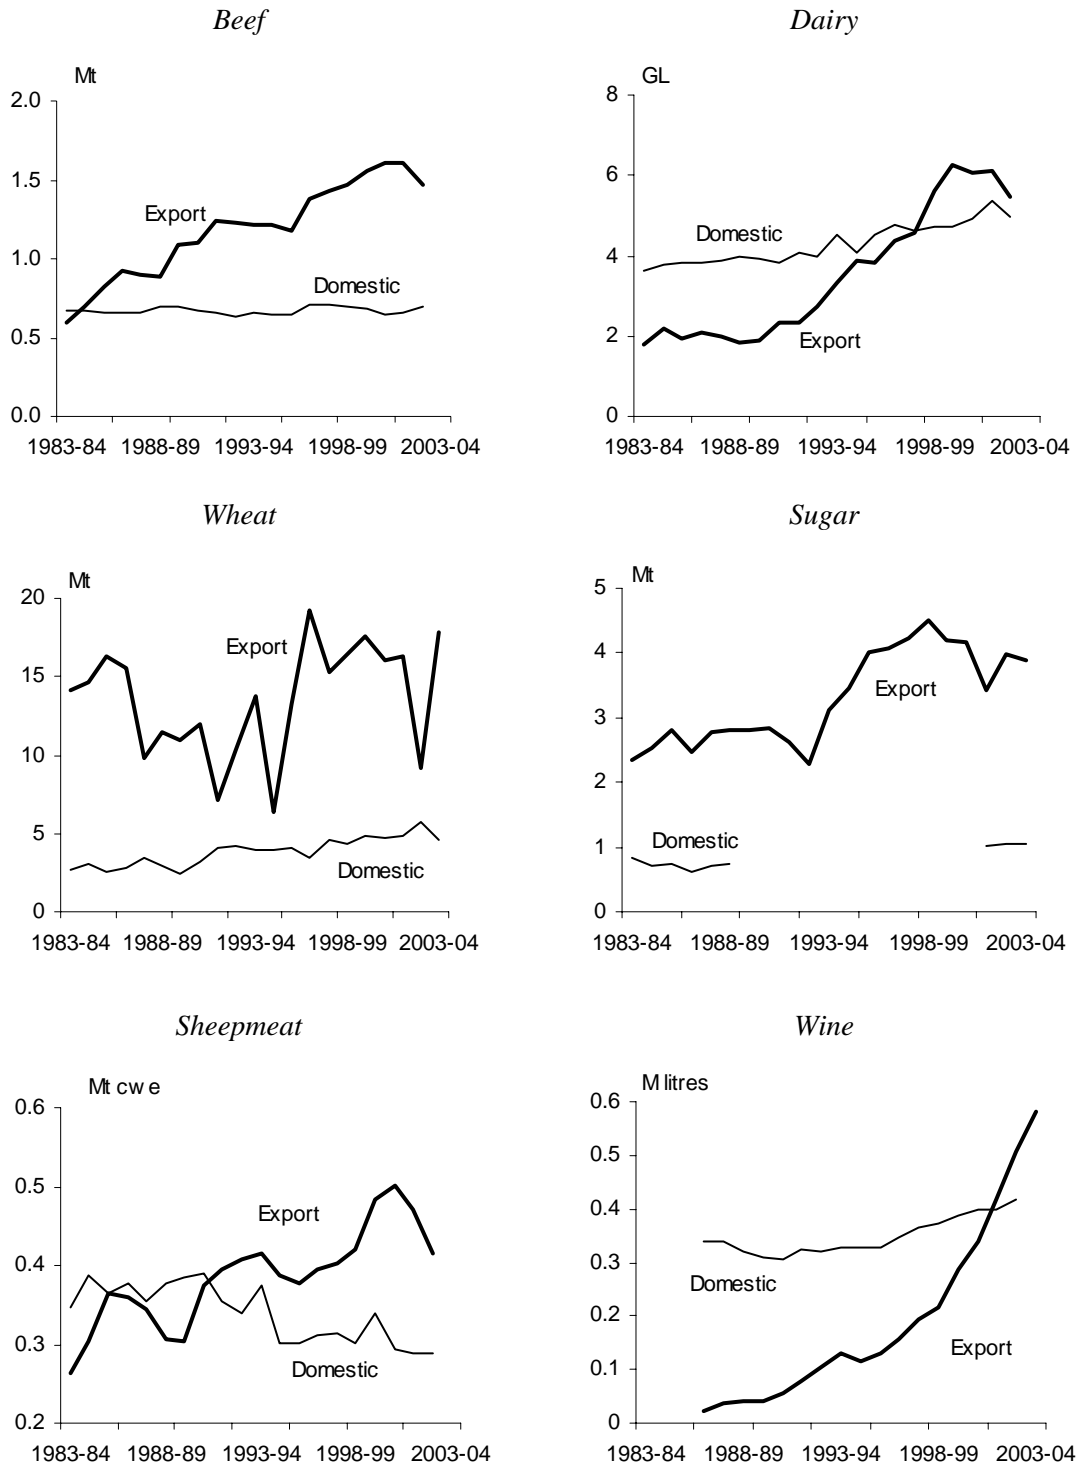 Beef
Mt
2.0
1.5
1.0
0.5
0.0
Export
Domestic
1983-84 1988-89 1993-94 1998-99 2003-04
Dairy
GL
8
6
4
2
0
Domestic
Export
1983-84 1988-89 1993-94 1998-99 2003-04
Wheat
Mt
20
15
10
5
0
Export
Domestic
1983-84 1988-89 1993-94 1998-99 2003-04
Sugar
Mt
5
4
3
2
1
0
Export
Domestic
1983-84 1988-89 1993-94 1998-99 2003-04
Sheepmeat
Mt cwe
0.6
0.5
0.4
0.3
0.2
Export
Domestic
1983-84 1988-89 1993-94 1998-99 2003-04
Wine
M litres
0.6
0.5
0.4
0.3
0.2
0.1
0
Domestic
Export
1983-84 1988-89 1993-94 1998-99 2003-04